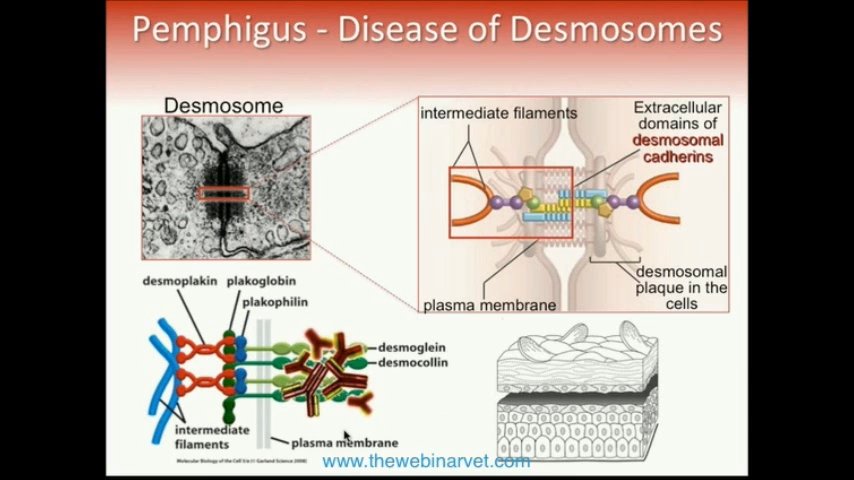 Pemphigus - Disease of Desmosomes
Desmosome
intermediate filaments
Extracellular
domains of
desmosomal
cadherins
plasma membrane
desmosomal
plaque in the
cells
desmoplakin
plakoglobin
plakophilin
desmoglein
desmocollin
intermediate
filaments
plasma membrane
www.thewebinarvet.com